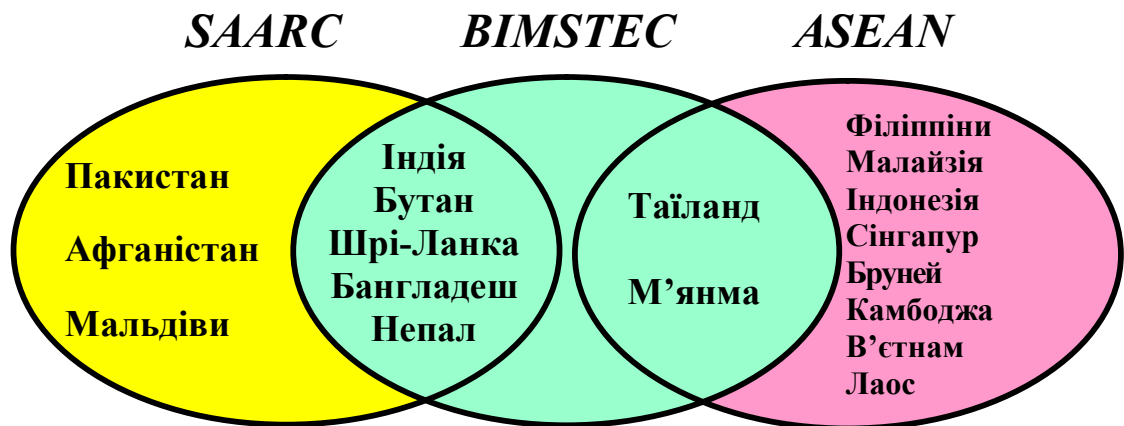 SAARC BIMSTEC ASEAN
Пакистан
Афганістан
Мальдіви
Індія
Бутан
Шрі-Ланка
Бангладеш
Непал
Таїланд
М’янма
Філіппіни
Малайзія
Індонезія
Сінгапур
Бруней
Камбоджа
В’єтнам
Лаос